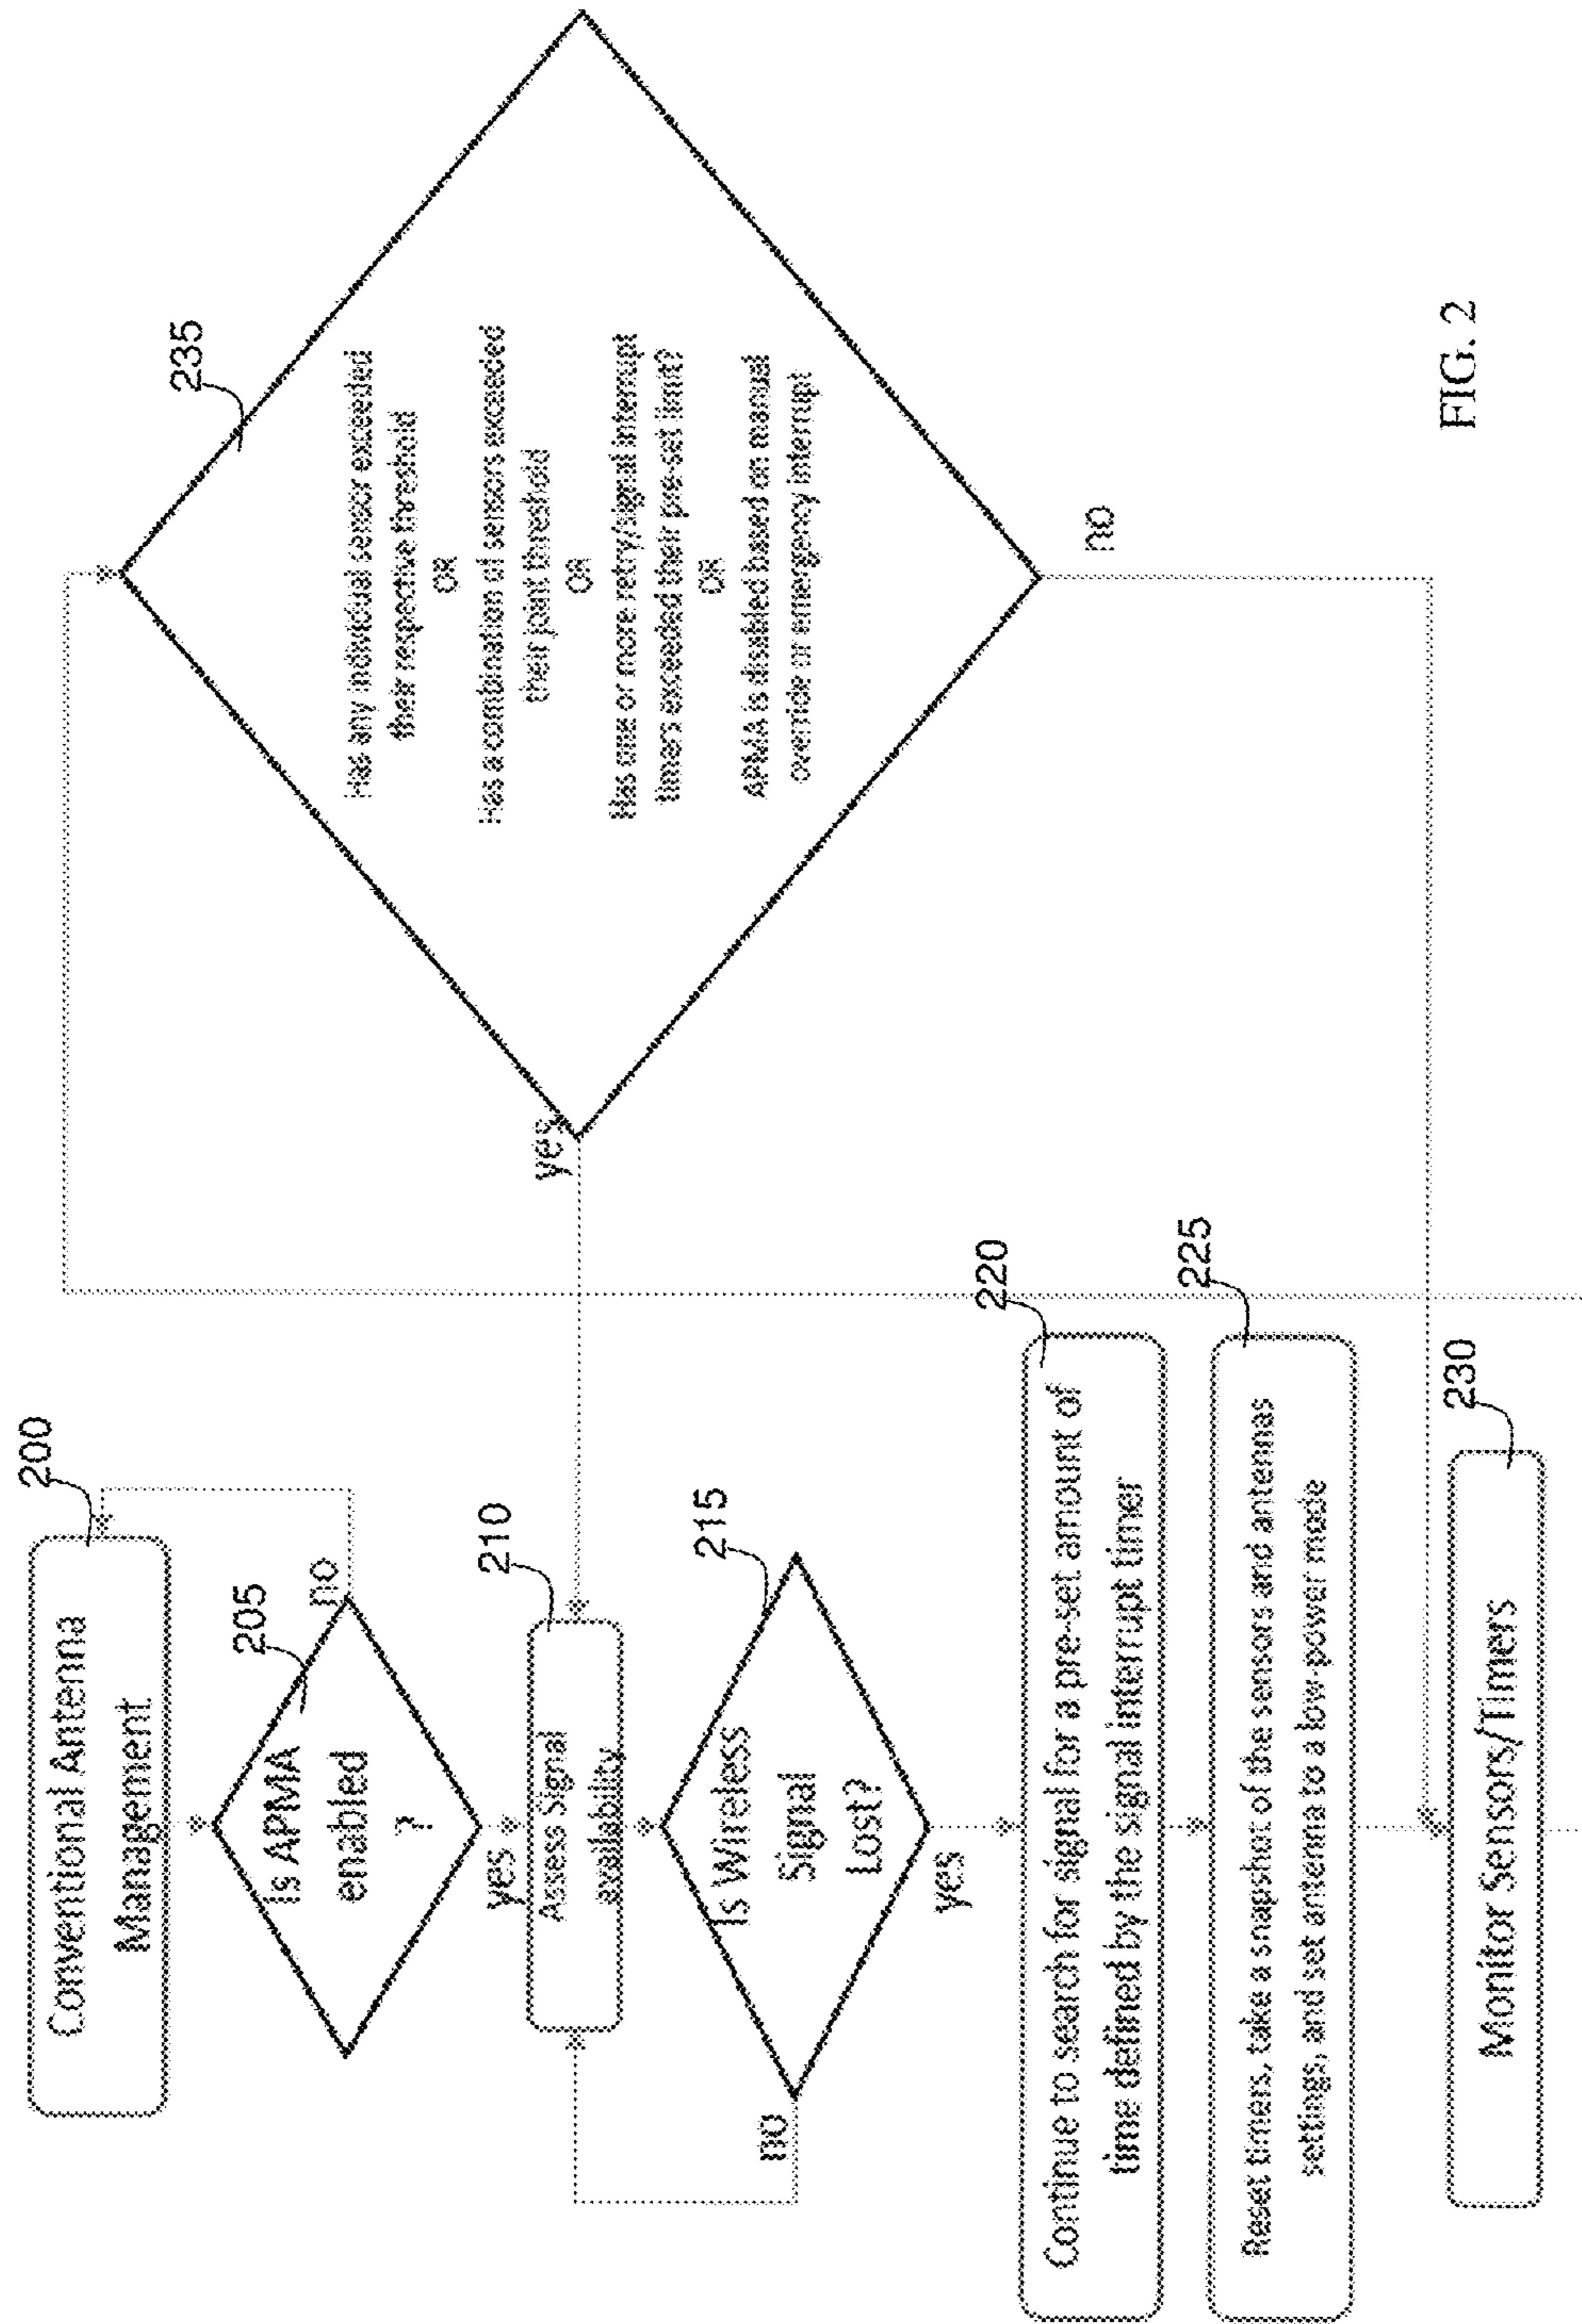 200
Conventional Antenna
Management
205
Is APMA
enabled
?
no
yes
210
Assess Signal
availability
215
Is Wireless
Signal
Lost?
no
yes
220
Continue to search for signal for a pre-set amount of
time defined by the signal interrupt timer
225
Reset timers, take a snapshot of the sensors and antennas
settings, and set antenna to a low-power mode
230
Monitor Sensors/Timers
235
Has any individual sensor exceeded
their respective threshold
OR
Has a combination of sensors exceeded
their joint threshold
OR
Has one or more retry/signal interrupt
timers exceeded their pre-set limit?
OR
APMA is disabled based on manual
override or emergency interrupt
yes
no
FIG. 2